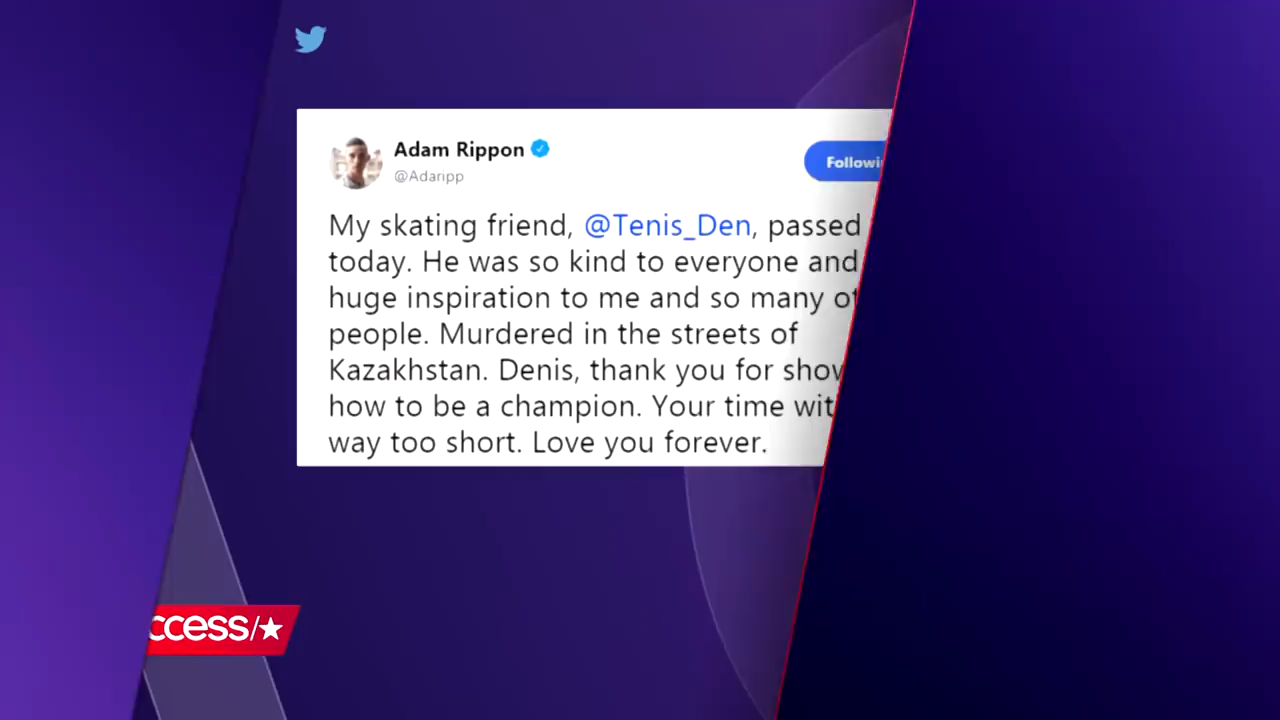 Adam Rippon
@Adaripp
Followi
My skating friend, @Tenis_Den, passed
today. He was so kind to everyone and
huge inspiration to me and so many ot
people. Murdered in the streets of
Kazakhstan. Denis, thank you for show
how to be a champion. Your time wit
way too short. Love you forever.
ccess/